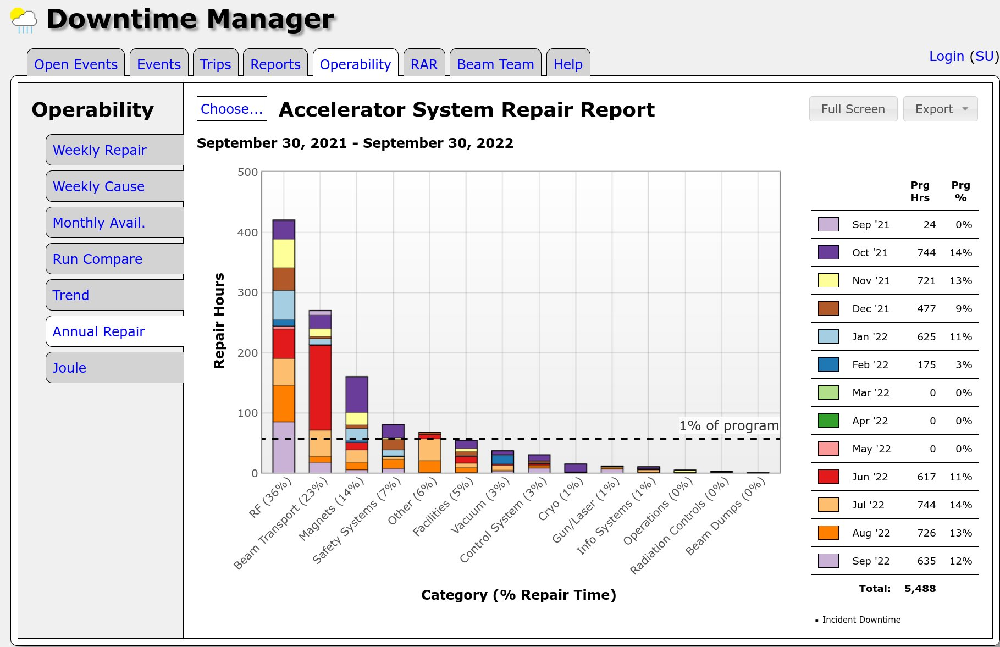 Downtime Manager
Login (SU)
Open Events
Events
Trips
Reports
Operability
RAR
Beam Team
Help
Operability
Weekly Repair
Weekly Cause
Monthly Avail.
Run Compare
Trend
Annual Repair
Joule
Choose...
Accelerator System Repair Report
Full Screen
Export
September 30, 2021 - September 30, 2022
Repair Hours
500
400
300
200
100
0
1% of program
RF (36%)
Beam Transport (23%)
Magnets (14%)
Safety Systems (7%)
Other (6%)
Facilities (5%)
Vacuum (3%)
Control System (3%)
Cryo (1%)
Gun/Laser (1%)
Info Systems (1%)
Operations (0%)
Radiation Controls (0%)
Beam Dumps (0%)
Category (% Repair Time)
Prg Prg
Hrs %
Sep '21 24 0%
Oct '21 744 14%
Nov '21 721 13%
Dec '21 477 9%
Jan '22 625 11%
Feb '22 175 3%
Mar '22 0 0%
Apr '22 0 0%
May '22 0 0%
Jun '22 617 11%
Jul '22 744 14%
Aug '22 726 13%
Sep '22 635 12%
Total: 5,488
▪ Incident Downtime